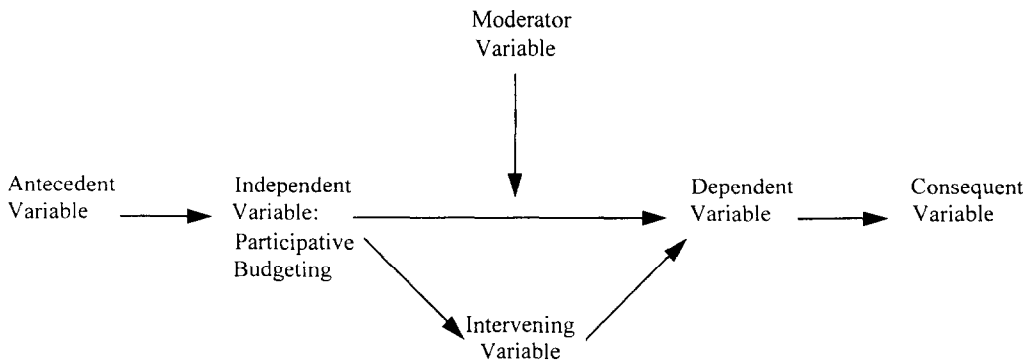 Moderator
Variable
Antecedent
Variable
Independent
Variable:
Participative
Budgeting
Dependent
Variable
Consequent
Variable
Intervening
Variable